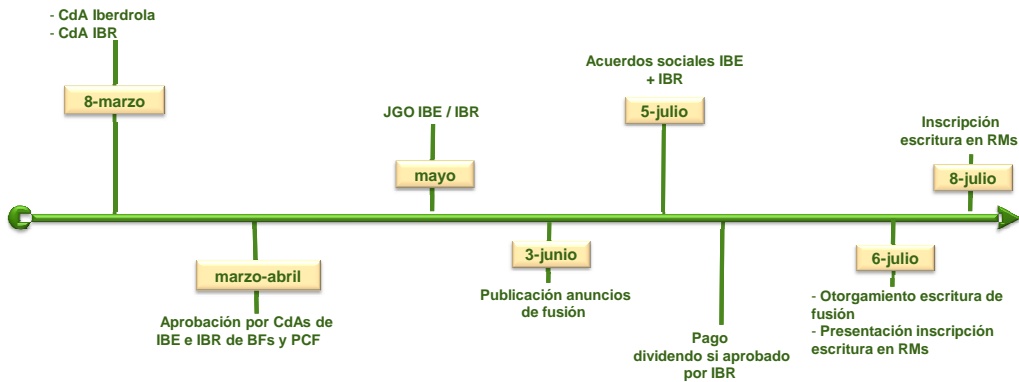 - CdA Iberdrola
- CdA IBR
8-marzo
marzo-abril
Aprobación por CdAs de
IBE e IBR de BFs y PCF
JGO IBE / IBR
mayo
3-junio
Publicación anuncios
de fusión
Acuerdos sociales IBE
+ IBR
5-julio
Pago
dividendo si aprobado
por IBR
6-julio
- Otorgamiento escritura de
fusión
- Presentación inscripción
escritura en RMs
Inscripción
escritura en RMs
8-julio